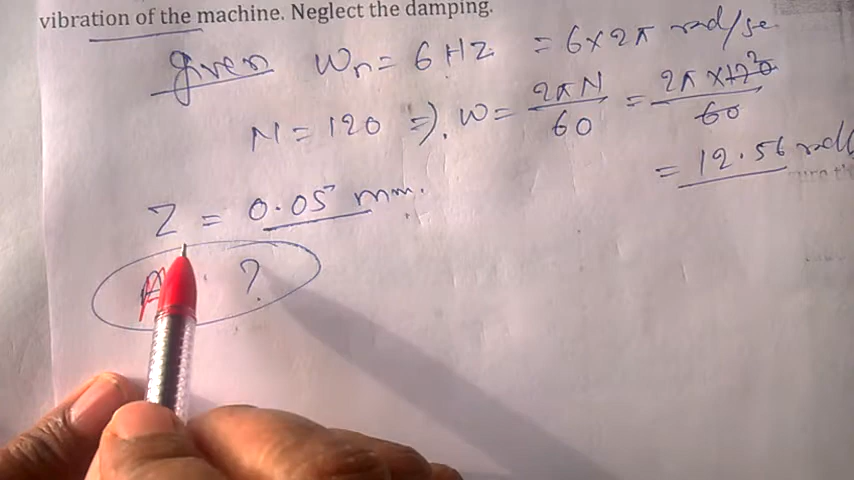 vibration of the machine. Neglect the damping.
given Wn = 6 Hz = 6×2π rad/se
N = 120 ⇒ W = 2πN/60 = 2π×120/60
= 12.56 rad/
Z = 0.05 mm.
?